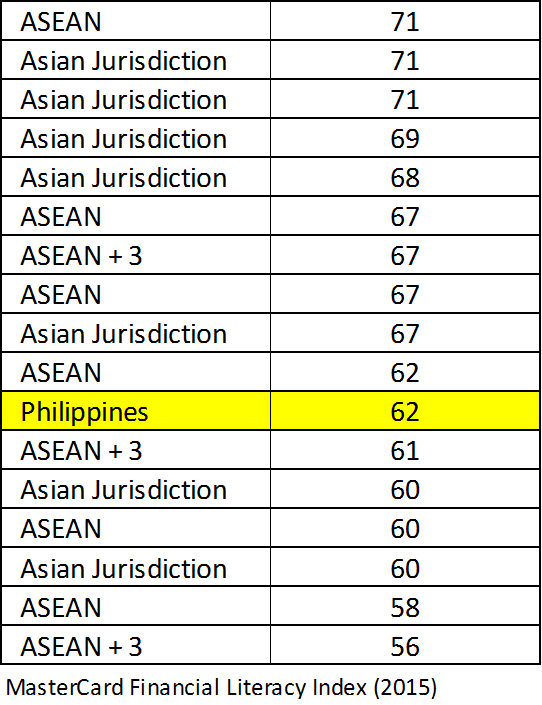 ASEAN 71
Asian Jurisdiction 71
Asian Jurisdiction 71
Asian Jurisdiction 69
Asian Jurisdiction 68
ASEAN 67
ASEAN + 3 67
ASEAN 67
Asian Jurisdiction 67
ASEAN 62
Philippines 62
ASEAN + 3 61
Asian Jurisdiction 60
ASEAN 60
Asian Jurisdiction 60
ASEAN 58
ASEAN + 3 56
MasterCard Financial Literacy Index (2015)